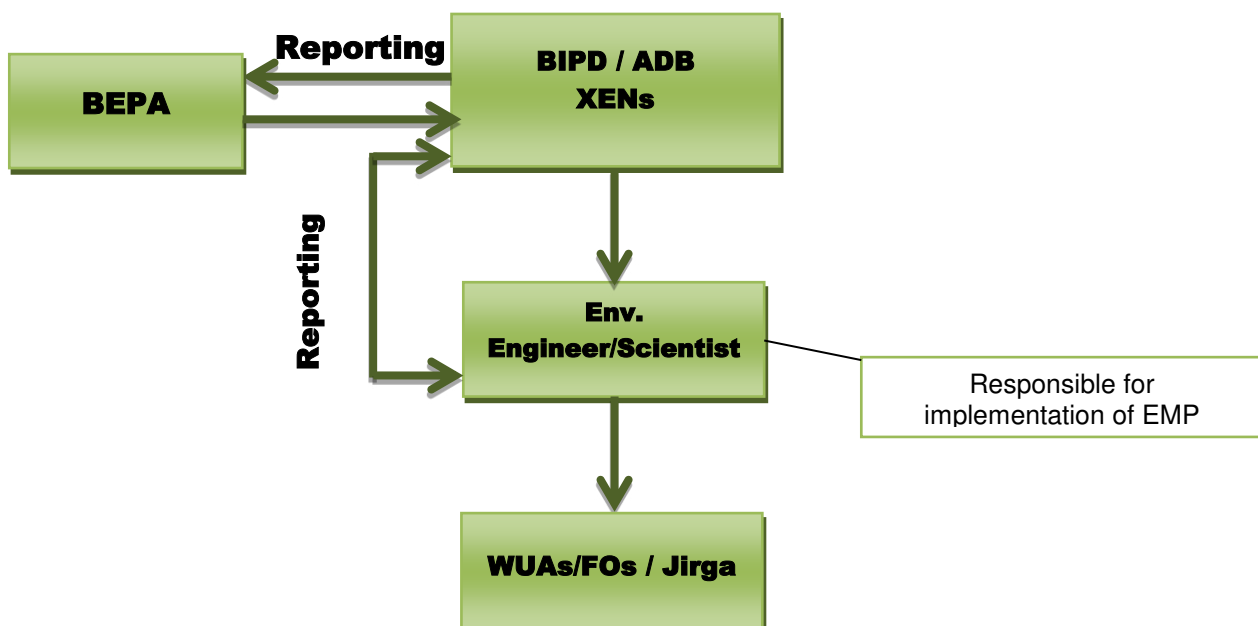 Reporting
BIPD / ADB
XENs
BEPA
Reporting
Env.
Engineer/Scientist
Responsible for
implementation of EMP
WUAs/FOs / Jirga